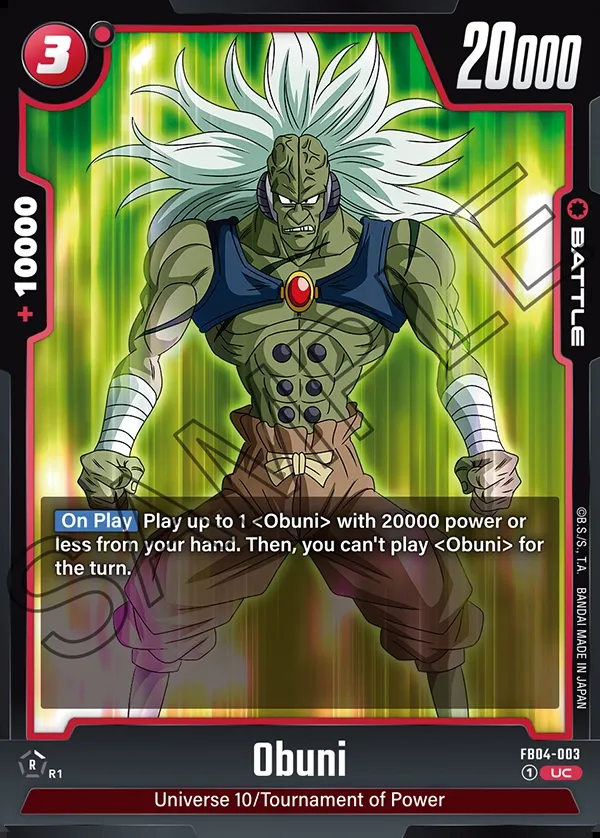 3
20000
+10000
BATTLE
On Play Play up to 1 <Obuni> with 20000 power or
less from your hand. Then, you can't play <Obuni> for
the turn.
SAMPLE
©B.S./S., T.A. BANDAI MADE IN JAPAN
Obuni
FB04-003
R
R1
1 UC
Universe 10/Tournament of Power